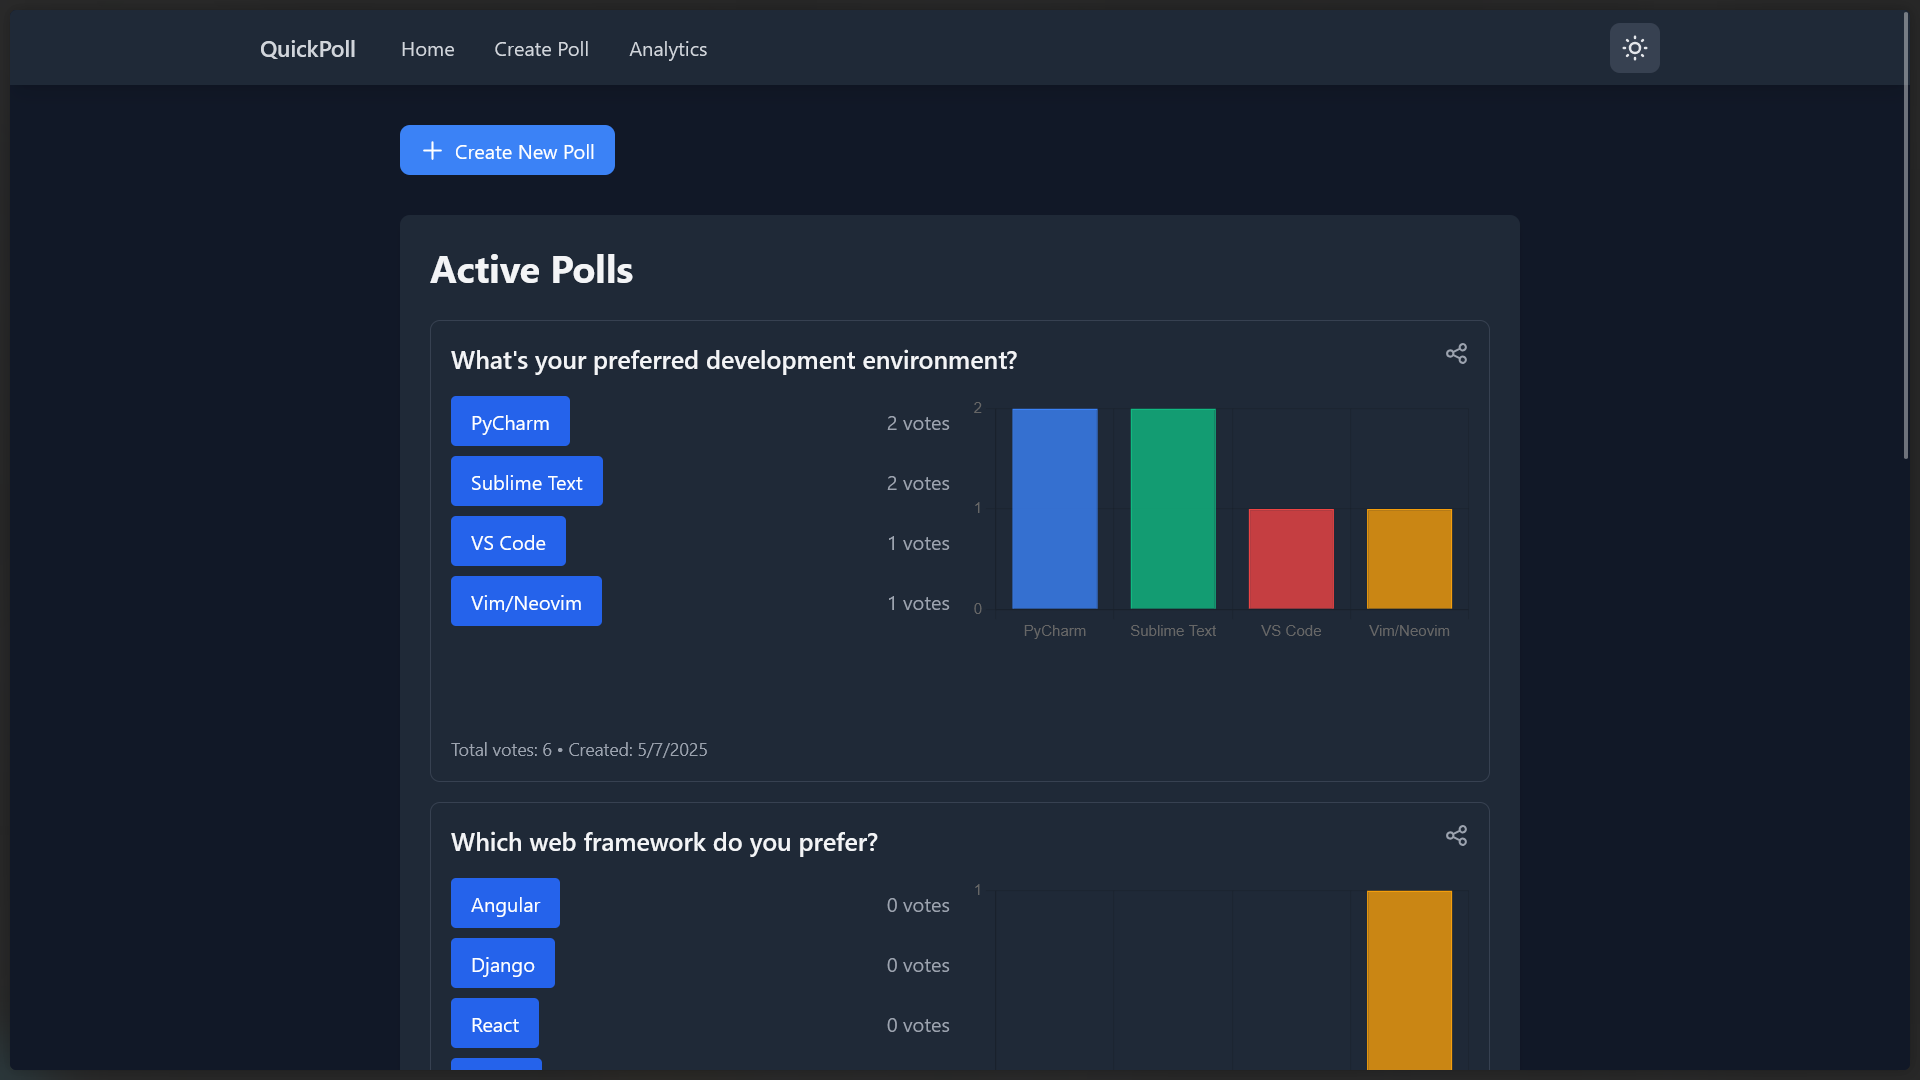 QuickPoll Home Create Poll Analytics
Create New Poll
Active Polls
What's your preferred development environment?
PyCharm 2 votes
Sublime Text 2 votes
VS Code 1 votes
Vim/Neovim 1 votes
2
1
0
PyCharm Sublime Text VS Code Vim/Neovim
Total votes: 6 • Created: 5/7/2025
Which web framework do you prefer?
Angular 0 votes
Django 0 votes
React 0 votes
1